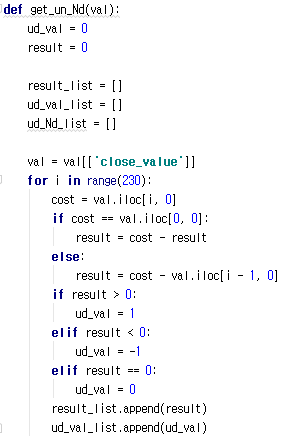 def get_un_Nd(val):
    ud_val = 0
    result = 0
    result_list = []
    ud_val_list = []
    ud_Nd_list = []
    val = val[['close_value']]
    for i in range(230):
        cost = val.iloc[i, 0]
        if cost == val.iloc[0, 0]:
            result = cost - result
        else:
            result = cost - val.iloc[i - 1, 0]
        if result > 0:
            ud_val = 1
        elif result < 0:
            ud_val = -1
        elif result == 0:
            ud_val = 0
        result_list.append(result)
        ud_val_list.append(ud_val)